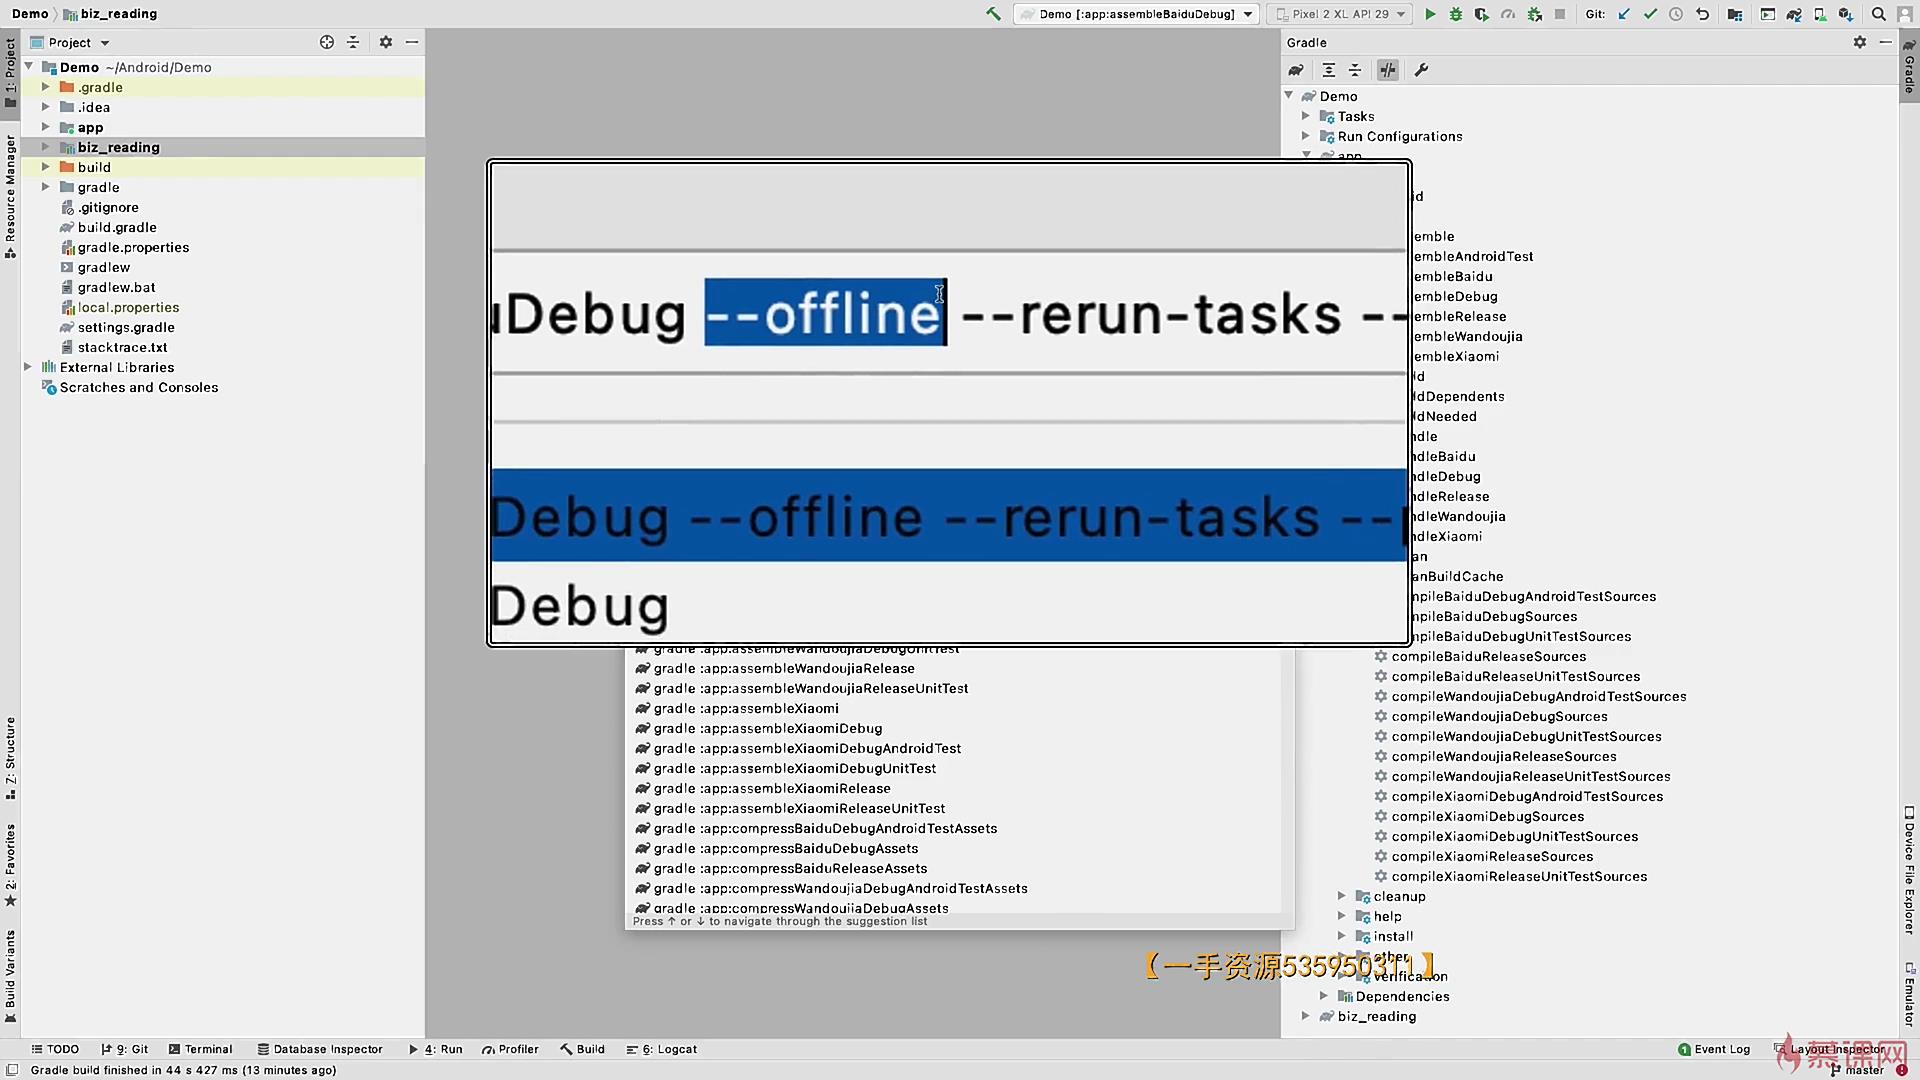 Demo
biz_reading
Demo [:app:assembleBaiduDebug]
Pixel 2 XL API 29
Git:
1: Project
Resource Manager
Z: Structure
2: Favorites
Build Variants
Project
Demo ~/Android/Demo
.gradle
.idea
app
biz_reading
build
gradle
.gitignore
build.gradle
gradle.properties
gradlew
gradlew.bat
local.properties
settings.gradle
stacktrace.txt
External Libraries
Scratches and Consoles
uDebug --offline --rerun-tasks --
Debug --offline --rerun-tasks --p
Debug
gradle :app:assembleWandoujiaDebugUnitTest
gradle :app:assembleWandoujiaRelease
gradle :app:assembleWandoujiaReleaseUnitTest
gradle :app:assembleXiaomi
gradle :app:assembleXiaomiDebug
gradle :app:assembleXiaomiDebugAndroidTest
gradle :app:assembleXiaomiDebugUnitTest
gradle :app:assembleXiaomiRelease
gradle :app:assembleXiaomiReleaseUnitTest
gradle :app:compressBaiduDebugAndroidTestAssets
gradle :app:compressBaiduDebugAssets
gradle :app:compressBaiduReleaseAssets
gradle :app:compressWandoujiaDebugAndroidTestAssets
gradle :app:compressWandoujiaDebugAssets
Press ↑ or ↓ to navigate through the suggestion list
Gradle
Demo
Tasks
Run Configurations
app
id
emble
embleAndroidTest
embleBaidu
embleDebug
embleRelease
embleWandoujia
embleXiaomi
ld
ldDependents
ldNeeded
ndle
ndleBaidu
ndleDebug
ndleRelease
ndleWandoujia
ndleXiaomi
an
anBuildCache
mpileBaiduDebugAndroidTestSources
mpileBaiduDebugSources
mpileBaiduDebugUnitTestSources
compileBaiduReleaseSources
compileBaiduReleaseUnitTestSources
compileWandoujiaDebugAndroidTestSources
compileWandoujiaDebugSources
compileWandoujiaDebugUnitTestSources
compileWandoujiaReleaseSources
compileWandoujiaReleaseUnitTestSources
compileXiaomiDebugAndroidTestSources
compileXiaomiDebugSources
compileXiaomiDebugUnitTestSources
compileXiaomiReleaseSources
compileXiaomiReleaseUnitTestSources
cleanup
help
install
other
verification
Dependencies
biz_reading
【一手资源535950311】
Gradle
Device File Explorer
Emulator
TODO
9: Git
Terminal
Database Inspector
4: Run
Profiler
Build
6: Logcat
1 Event Log
Layout Inspector
慕课网
Gradle build finished in 44 s 427 ms (13 minutes ago)
master